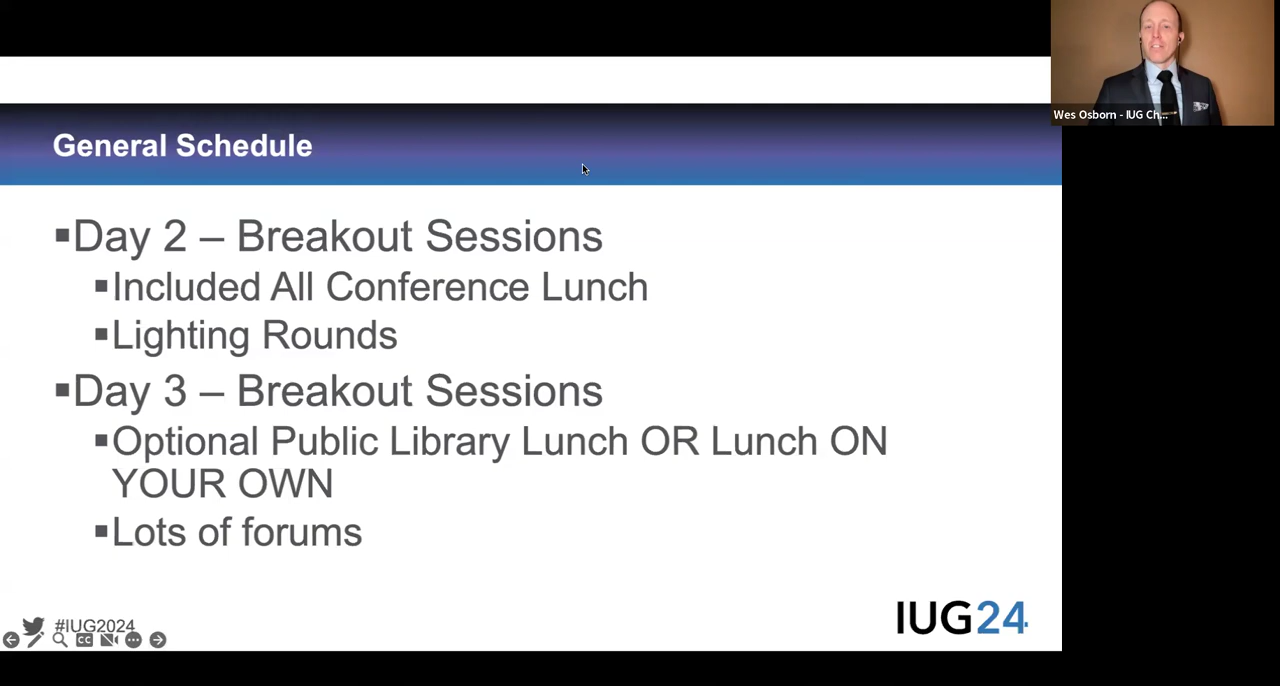 Wes Osborn - IUG Ch...
General Schedule
▪Day 2 – Breakout Sessions
▪Included All Conference Lunch
▪Lighting Rounds
▪Day 3 – Breakout Sessions
▪Optional Public Library Lunch OR Lunch ON
YOUR OWN
▪Lots of forums
#IUG2024
CC
IUG24